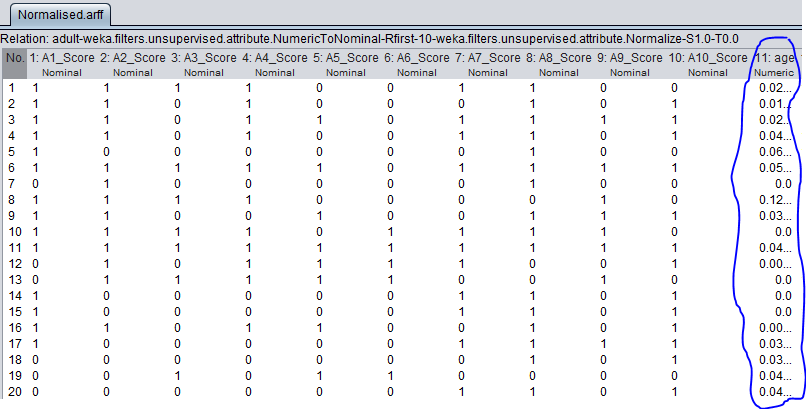 Normalised.arff
Relation: adult-weka.filters.unsupervised.attribute.NumericToNominal-Rfirst-10-weka.filters.unsupervised.attribute.Normalize-S1.0-T0.0
No. 1: A1_Score 2: A2_Score 3: A3_Score 4: A4_Score 5: A5_Score 6: A6_Score 7: A7_Score 8: A8_Score 9: A9_Score 10: A10_Score 11: age
Nominal Nominal Nominal Nominal Nominal Nominal Nominal Nominal Nominal Nominal Numeric
1 1 1 1 1 0 0 1 1 0 0 0.02...
2 1 1 0 1 0 0 0 1 0 1 0.01...
3 1 1 0 1 1 0 1 1 1 1 0.02...
4 1 1 0 1 0 0 1 1 0 1 0.04...
5 1 0 0 0 0 0 0 1 0 0 0.06...
6 1 1 1 1 1 0 1 1 1 1 0.05...
7 0 1 0 0 0 0 0 1 0 0 0.0
8 1 1 1 1 0 0 0 0 1 0 0.12...
9 1 1 0 0 1 0 0 1 1 1 0.03...
10 1 1 1 1 0 1 1 1 1 0 0.0
11 1 1 1 1 1 1 1 1 1 1 0.04...
12 0 1 0 1 1 1 1 0 0 1 0.00...
13 0 1 1 1 1 1 0 0 1 0 0.0
14 1 0 0 0 0 0 1 1 0 1 0.0
15 1 0 0 0 0 0 1 1 0 1 0.0
16 1 1 0 1 1 0 0 1 0 1 0.00...
17 1 0 0 0 0 0 1 1 1 1 0.03...
18 0 0 0 0 0 0 0 1 0 1 0.03...
19 0 0 1 0 1 1 0 0 0 0 0.04...
20 0 0 0 0 0 0 1 1 0 1 0.04...